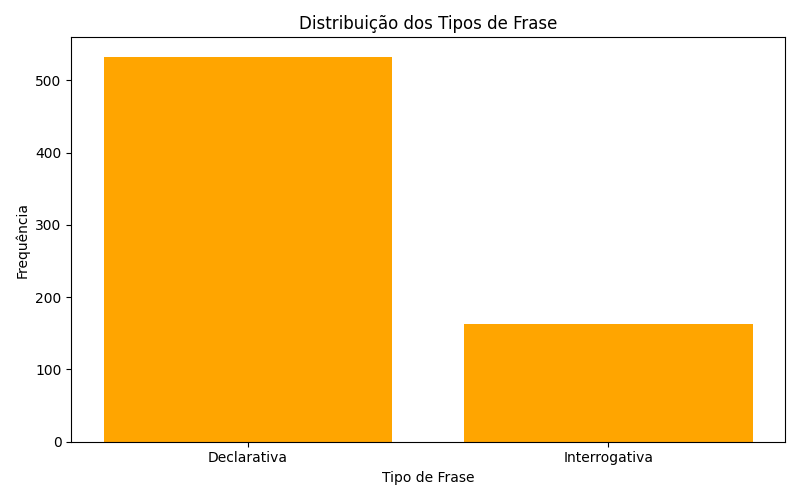 Distribuição dos Tipos de Frase
Frequência
500
400
300
200
100
0
Declarativa
Interrogativa
Tipo de Frase